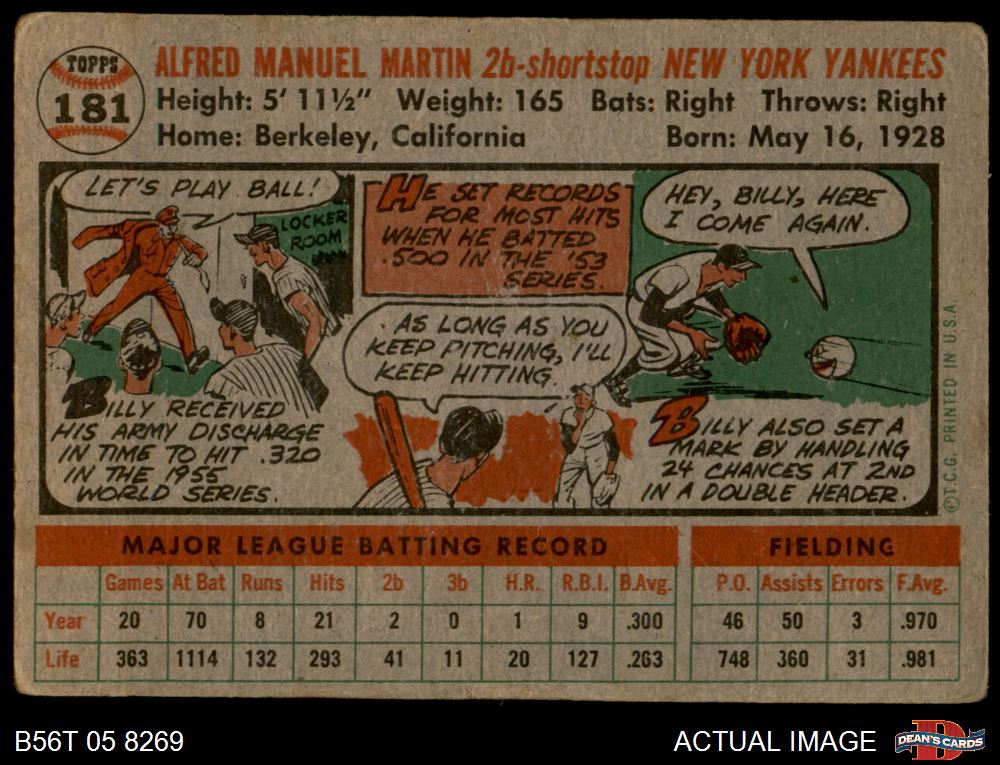 TOPPS
181
ALFRED MANUEL MARTIN 2b-shortstop NEW YORK YANKEES
Height: 5' 11½" Weight: 165 Bats: Right Throws: Right
Home: Berkeley, California Born: May 16, 1928
LET'S PLAY BALL!
LOCKER
ROOM
BILLY RECEIVED
HIS ARMY DISCHARGE
IN TIME TO HIT .320
IN THE 1955
WORLD SERIES.
HE SET RECORDS
FOR MOST HITS
WHEN HE BATTED
.500 IN THE '53
SERIES.
AS LONG AS YOU
KEEP PITCHING, I'LL
KEEP HITTING.
HEY, BILLY, HERE
I COME AGAIN.
BILLY ALSO SET A
MARK BY HANDLING
24 CHANCES AT 2ND
IN A DOUBLE HEADER.
©T.C.G. PRINTED IN U.S.A.
MAJOR LEAGUE BATTING RECORD FIELDING
Games At Bat Runs Hits 2b 3b H.R. R.B.I. B.Avg. P.O. Assists Errors F.Avg.
Year 20 70 8 21 2 0 1 9 .300 46 50 3 .970
Life 363 1114 132 293 41 11 20 127 .263 748 360 31 .981
B56T 05 8269 ACTUAL IMAGE
DEAN'S CARDS